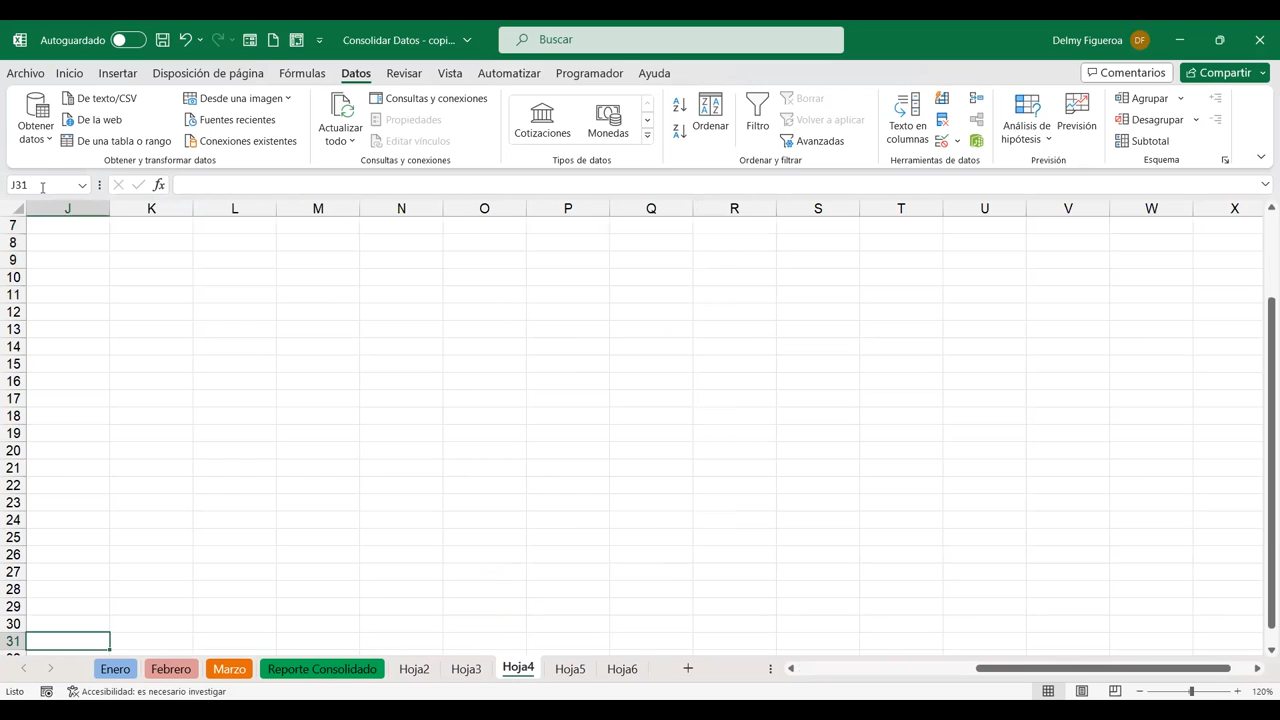 Autoguardado
Consolidar Datos - copi...
Buscar
Delmy Figueroa
DF
Archivo
Inicio
Insertar
Disposición de página
Fórmulas
Datos
Revisar
Vista
Automatizar
Programador
Ayuda
Comentarios
Compartir
Obtener datos
De texto/CSV
De la web
De una tabla o rango
Desde una imagen
Fuentes recientes
Conexiones existentes
Obtener y transformar datos
Actualizar todo
Consultas y conexiones
Propiedades
Editar vínculos
Consultas y conexiones
Cotizaciones
Monedas
Tipos de datos
Ordenar
Filtro
Borrar
Volver a aplicar
Avanzadas
Ordenar y filtrar
Texto en columnas
Herramientas de datos
Análisis de hipótesis
Previsión
Previsión
Agrupar
Desagrupar
Subtotal
Esquema
J31
fx
J K L M N O P Q R S T U V W X
7
8
9
10
11
12
13
14
15
16
17
18
19
20
21
22
23
24
25
26
27
28
29
30
31
Enero
Febrero
Marzo
Reporte Consolidado
Hoja2
Hoja3
Hoja4
Hoja5
Hoja6
Listo
Accesibilidad: es necesario investigar
120%